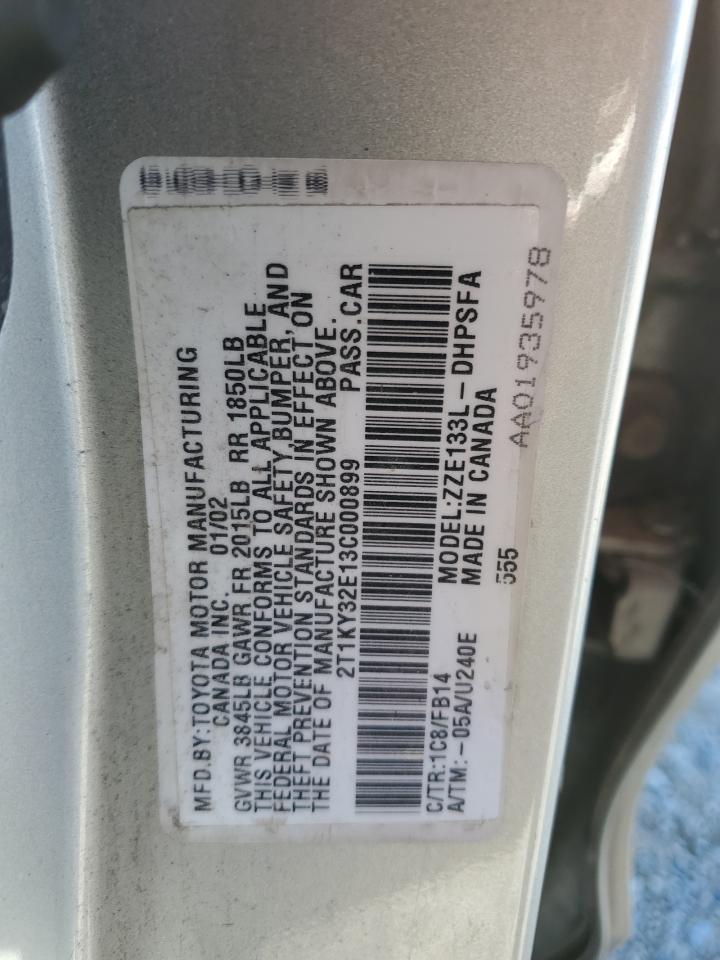 MFD.BY:TOYOTA MOTOR MANUFACTURING
CANADA INC. 01/02
GVWR 3845LB GAWR FR 2015LB RR 1850LB
THIS VEHICLE CONFORMS TO ALL APPLICABLE
FEDERAL MOTOR VEHICLE SAFETY, BUMPER, AND
THEFT PREVENTION STANDARDS IN EFFECT ON
THE DATE OF MANUFACTURE SHOWN ABOVE.
2T1KY32E13C000899 PASS.CAR
C/TR:1C8/FB14 MODEL:ZZE133L-DHPSFA
A/TM:-05A/U240E MADE IN CANADA
555
AA01935978